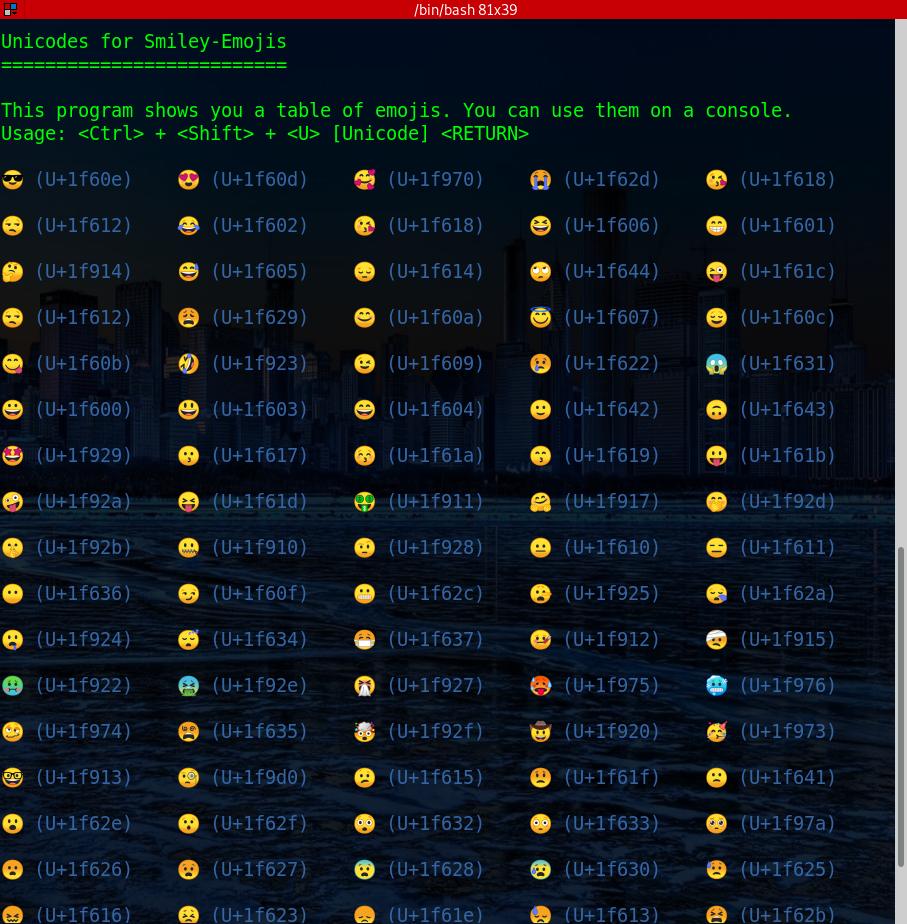 /bin/bash 81x39
Unicodes for Smiley-Emojis
==========================
This program shows you a table of emojis. You can use them on a console.
Usage: <Ctrl> + <Shift> + <U> [Unicode] <RETURN>
😎 (U+1f60e) 😍 (U+1f60d) 🥰 (U+1f970) 😭 (U+1f62d) 😘 (U+1f618)
😒 (U+1f612) 😂 (U+1f602) 😘 (U+1f618) 😆 (U+1f606) 😁 (U+1f601)
🤔 (U+1f914) 😅 (U+1f605) 😔 (U+1f614) 🙄 (U+1f644) 😜 (U+1f61c)
😒 (U+1f612) 😩 (U+1f629) 😊 (U+1f60a) 😇 (U+1f607) 😌 (U+1f60c)
😋 (U+1f60b) 🤣 (U+1f923) 😉 (U+1f609) 😢 (U+1f622) 😱 (U+1f631)
😀 (U+1f600) 😃 (U+1f603) 😄 (U+1f604) 🙂 (U+1f642) 🙃 (U+1f643)
🤩 (U+1f929) 😗 (U+1f617) 😚 (U+1f61a) 😙 (U+1f619) 😛 (U+1f61b)
🤪 (U+1f92a) 😝 (U+1f61d) 🤑 (U+1f911) 🤗 (U+1f917) 🤭 (U+1f92d)
🤫 (U+1f92b) 🤐 (U+1f910) 🤨 (U+1f928) 😐 (U+1f610) 😑 (U+1f611)
😶 (U+1f636) 😏 (U+1f60f) 😬 (U+1f62c) 🤥 (U+1f925) 😪 (U+1f62a)
🤤 (U+1f924) 😴 (U+1f634) 😷 (U+1f637) 🤒 (U+1f912) 🤕 (U+1f915)
🤢 (U+1f922) 🤮 (U+1f92e) 🤧 (U+1f927) 🥵 (U+1f975) 🥶 (U+1f976)
🥴 (U+1f974) 😵 (U+1f635) 🤯 (U+1f92f) 🤠 (U+1f920) 🥳 (U+1f973)
🤓 (U+1f913) 🧐 (U+1f9d0) 😕 (U+1f615) 😟 (U+1f61f) 🙁 (U+1f641)
😮 (U+1f62e) 😯 (U+1f62f) 😲 (U+1f632) 😳 (U+1f633) 🥺 (U+1f97a)
😦 (U+1f626) 😧 (U+1f627) 😨 (U+1f628) 😰 (U+1f630) 😥 (U+1f625)
😖 (U+1f616) 😣 (U+1f623) 😞 (U+1f61e) 😓 (U+1f613) 😫 (U+1f62b)